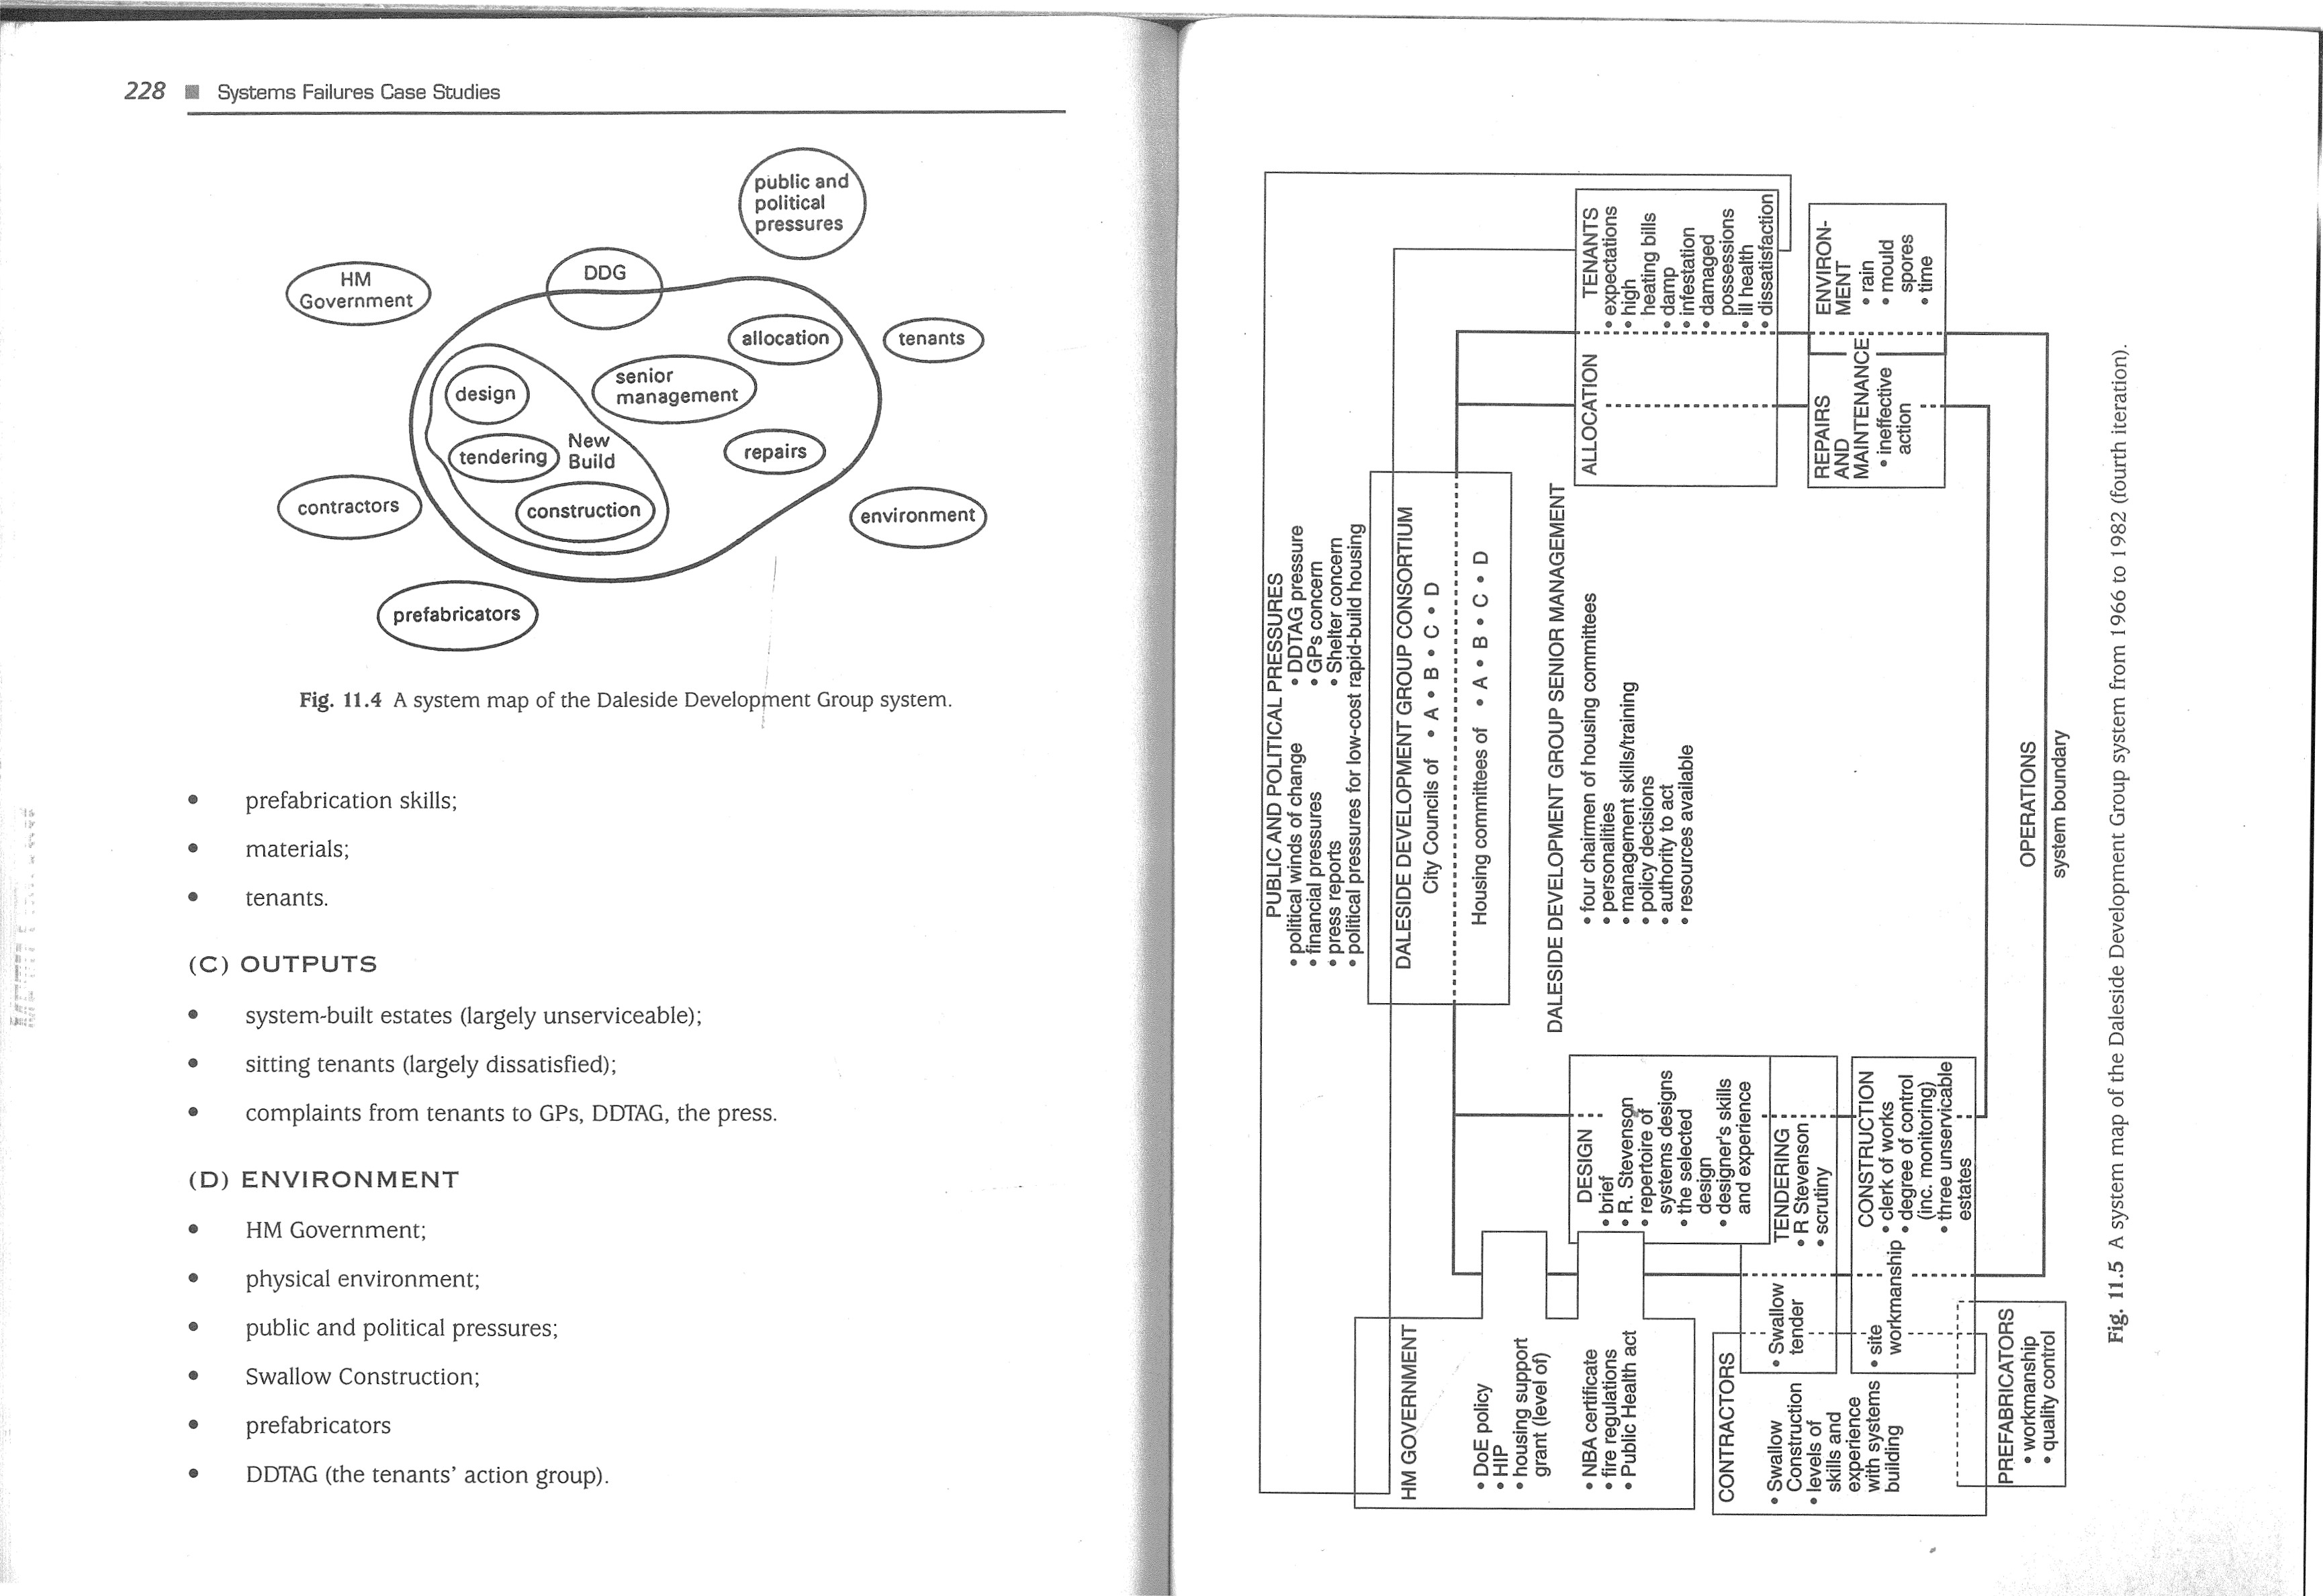 228 ■ Systems Failures Case Studies
public and
political
pressures
HM
Government
DDG
allocation
tenants
design
senior
management
tendering
New
Build
repairs
construction
contractors
environment
prefabricators
Fig. 11.4 A system map of the Daleside Development Group system.
• prefabrication skills;
• materials;
• tenants.
(C) OUTPUTS
• system-built estates (largely unserviceable);
• sitting tenants (largely dissatisfied);
• complaints from tenants to GPs, DDTAG, the press.
(D) ENVIRONMENT
• HM Government;
• physical environment;
• public and political pressures;
• Swallow Construction;
• prefabricators
• DDTAG (the tenants' action group).
PUBLIC AND POLITICAL PRESSURES
• political winds of change
• financial pressures
• press reports
• political pressures for low-cost rapid-build housing
• DDTAG pressure
• GPs concern
• Shelter concern
DALESIDE DEVELOPMENT GROUP CONSORTIUM
City Councils of • A • B • C • D
Housing committees of • A • B • C • D
DALESIDE DEVELOPMENT GROUP SENIOR MANAGEMENT
• four chairmen of housing committees
• personalities
• management skills/training
• policy decisions
• authority to act
• resources available
HM GOVERNMENT
• DoE policy
• HIP
• housing support
grant (level of)
• NBA certificate
• fire regulations
• Public Health act
DESIGN
• brief
• R. Stevenson
• repertoire of
systems designs
• the selected
design
• designer's skills
and experience
TENDERING
• R Stevenson
• scrutiny
• Swallow
tender
CONTRACTORS
• Swallow
Construction
• levels of
skills and
experience
with systems
building
CONSTRUCTION
• clerk of works
• degree of control
(inc. monitoring)
• three unservicable
estates
• site
workmanship
PREFABRICATORS
• workmanship
• quality control
ALLOCATION
TENANTS
• expectations
• high
heating bills
• damp
• infestation
• damaged
possessions
• ill health
• dissatisfaction
REPAIRS
AND
MAINTENANCE
• ineffective
action
ENVIRON-
MENT
• rain
• mould
spores
• time
OPERATIONS
system boundary
Fig. 11.5 A system map of the Daleside Development Group system from 1966 to 1982 (fourth iteration).